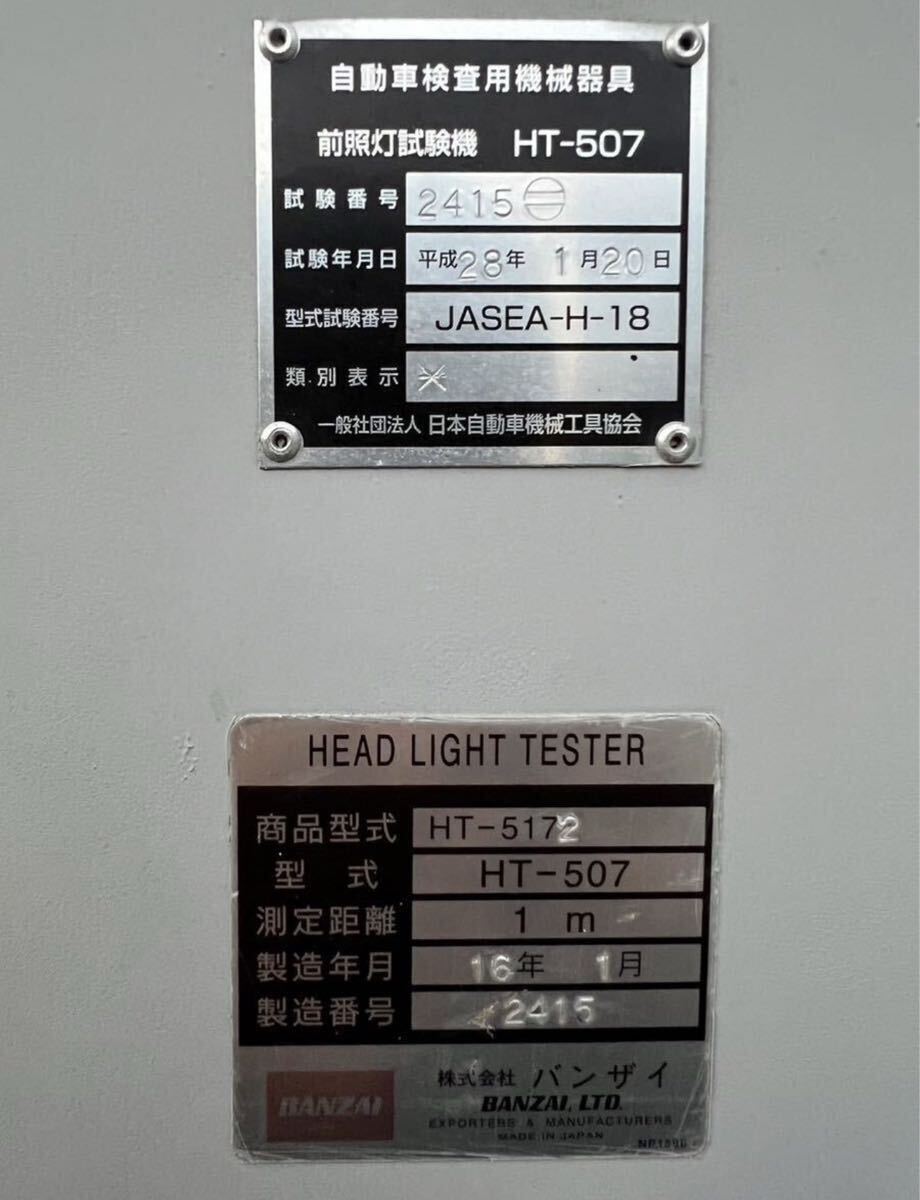 自動車検査用機械器具
前照灯試験機 HT-507
試験番号 2415
試験年月日 平成28年 1月20日
型式試験番号 JASEA-H-18
類別表示
一般社団法人 日本自動車機械工具協会
HEAD LIGHT TESTER
商品型式 HT-5172
型式 HT-507
測定距離 1 m
製造年月 16年 1月
製造番号 2415
株式会社 バンザイ
BANZAI
BANZAI, LTD.
EXPORTERS & MANUFACTURERS
MADE IN JAPAN